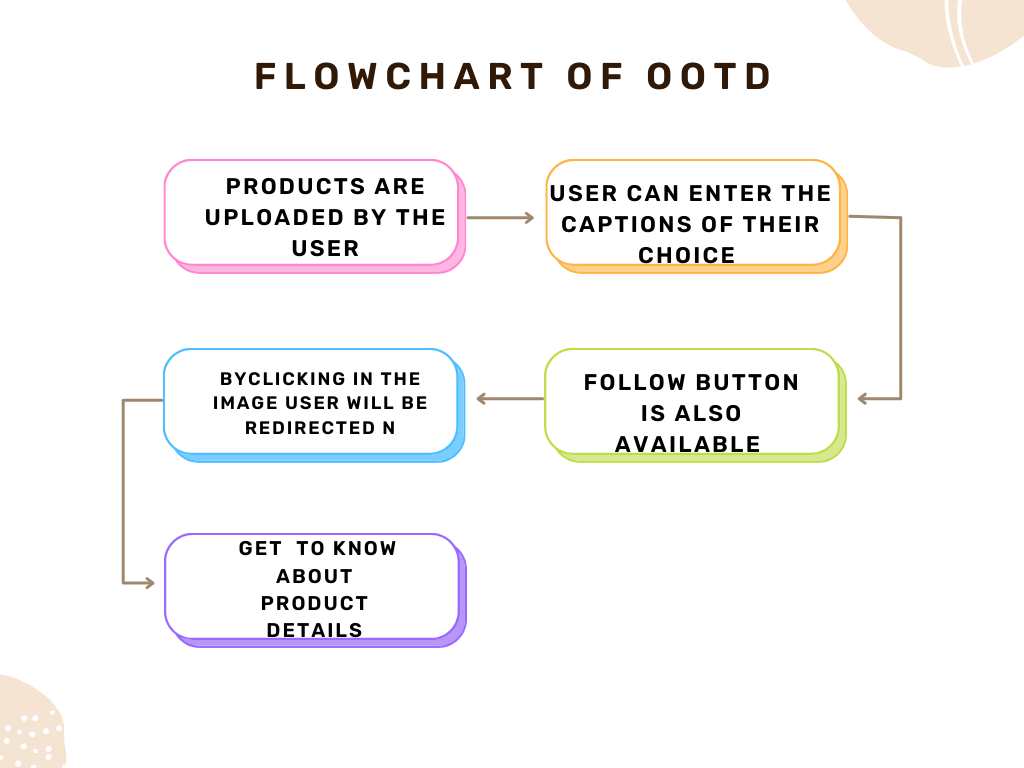 FLOWCHART OF OOTD
PRODUCTS ARE
UPLOADED BY THE
USER
USER CAN ENTER THE
CAPTIONS OF THEIR
CHOICE
FOLLOW BUTTON
IS ALSO
AVAILABLE
BYCLICKING IN THE
IMAGE USER WILL BE
REDIRECTED N
GET TO KNOW
ABOUT
PRODUCT
DETAILS